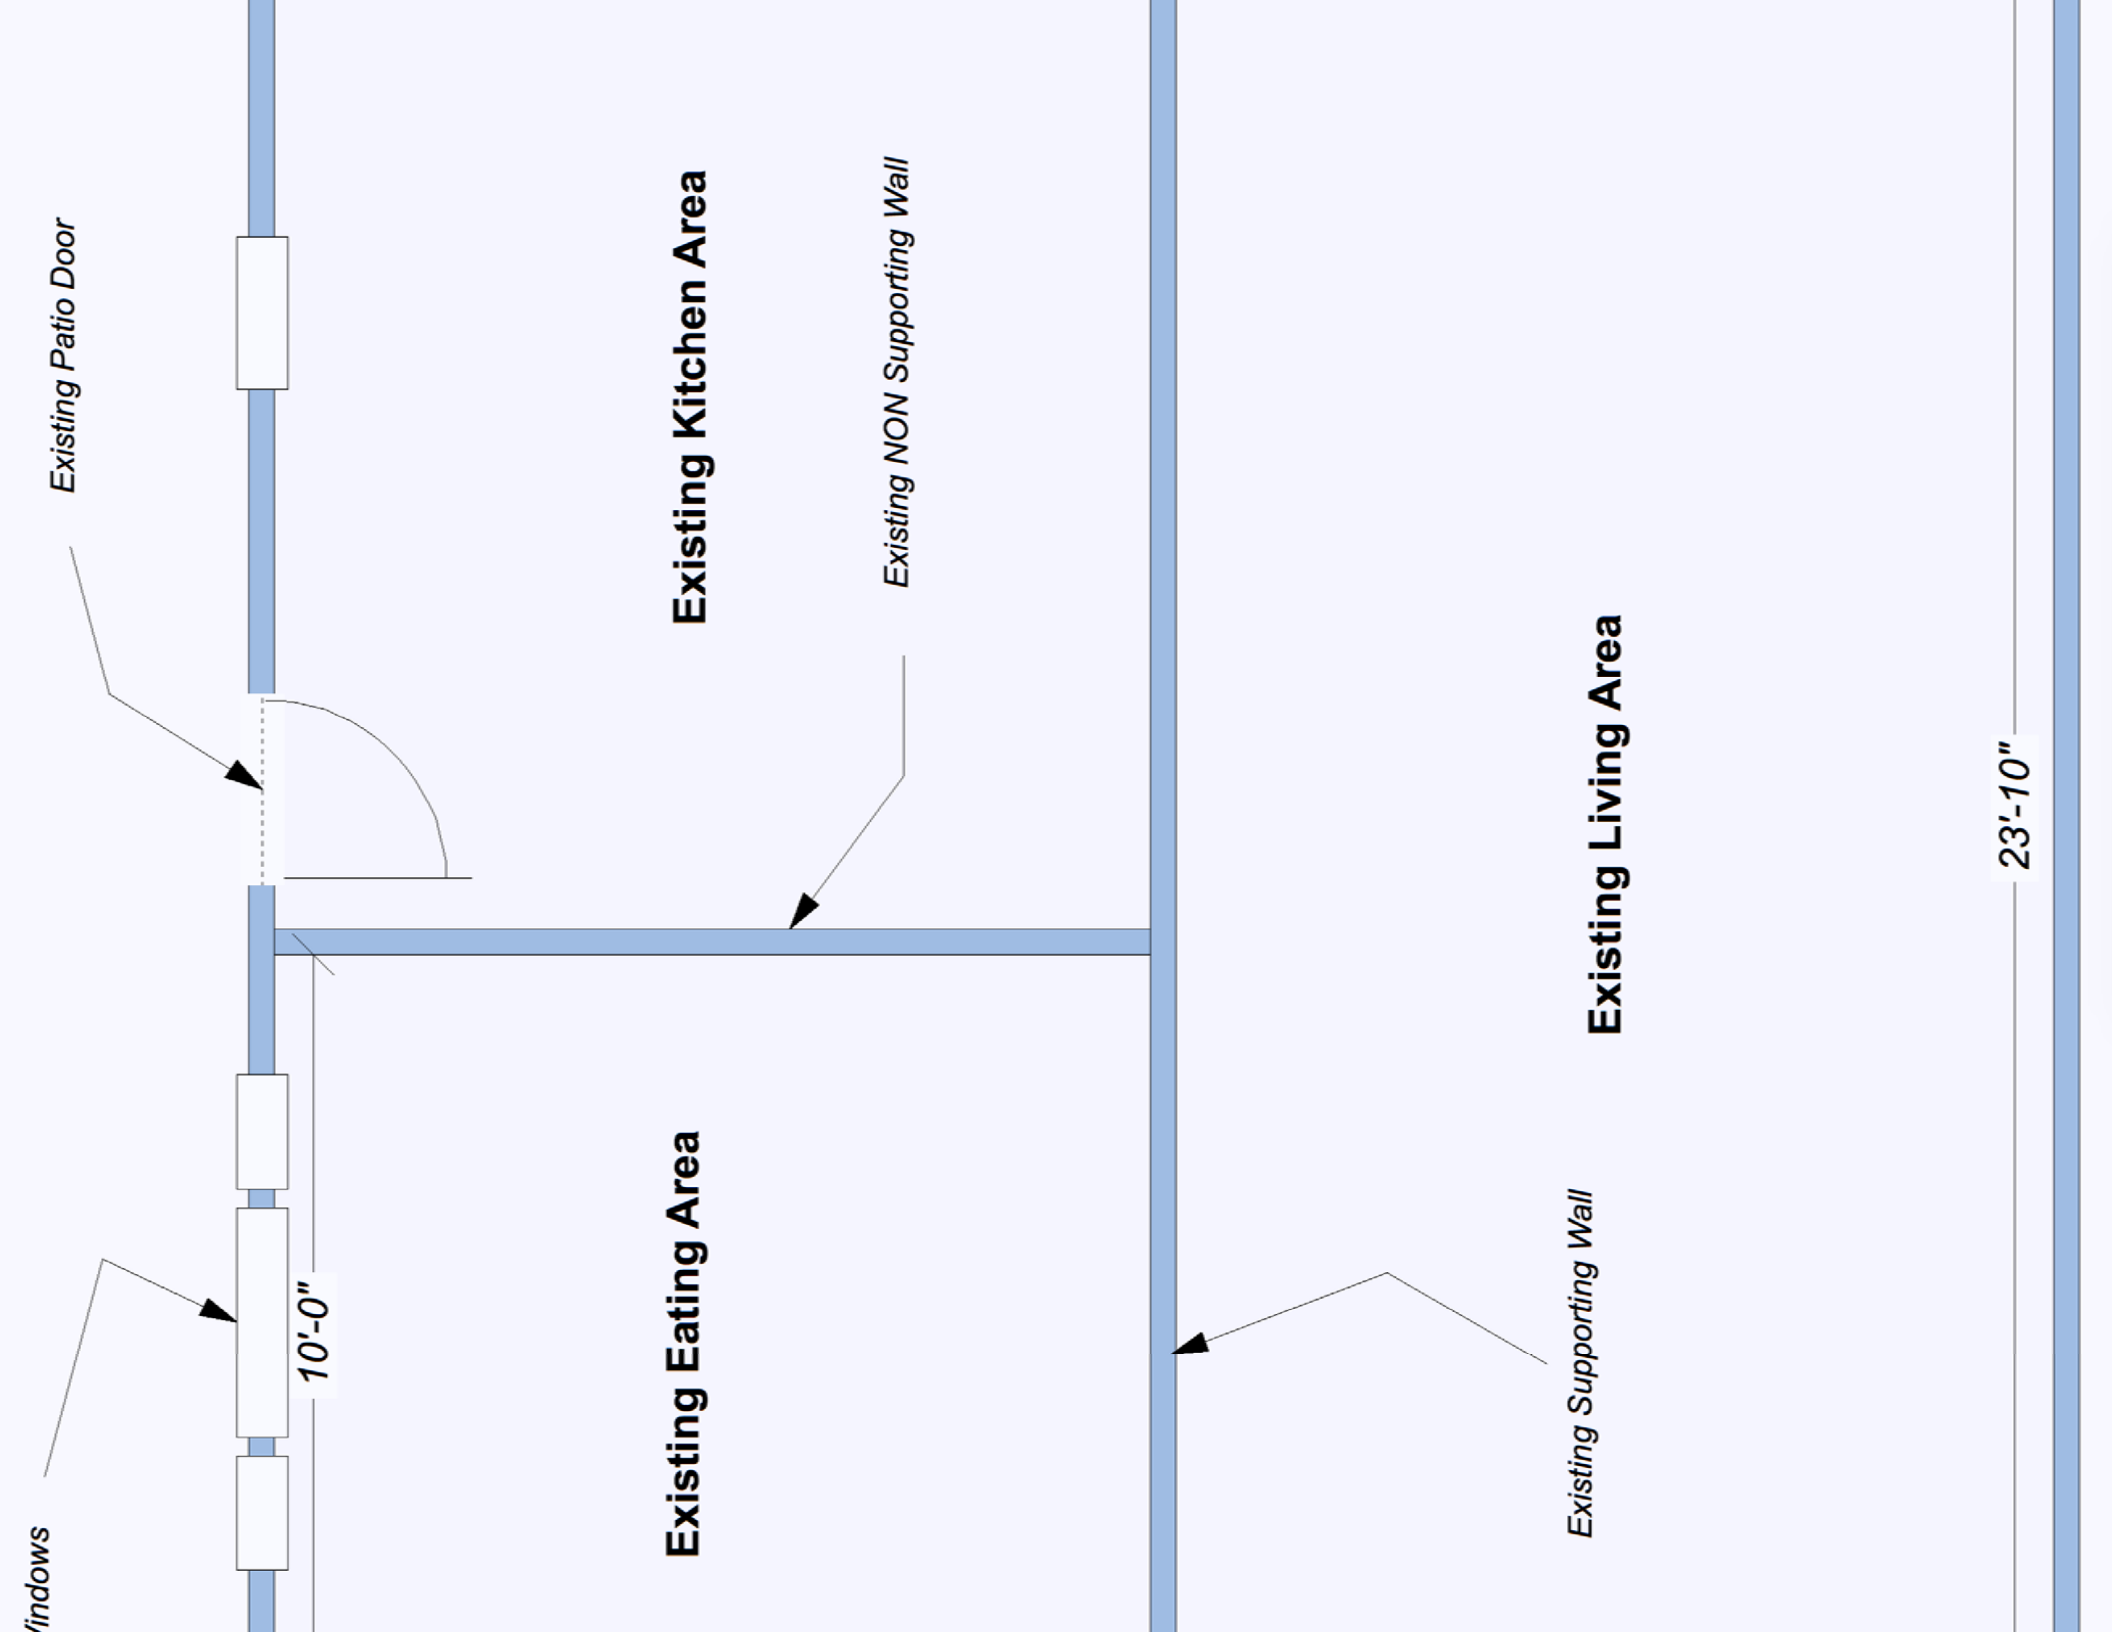 Existing Patio Door
Existing Kitchen Area
Existing NON Supporting Wall
Existing Living Area
23'-10"
Existing Eating Area
10'-0"
Existing Supporting Wall
Windows